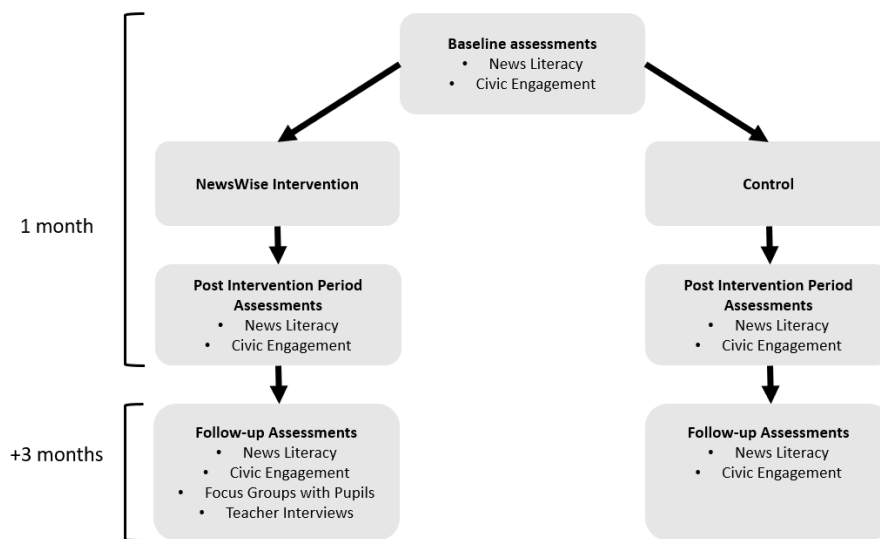 Baseline assessments
• News Literacy
• Civic Engagement
1 month
NewsWise Intervention
Control
Post Intervention Period
Assessments
• News Literacy
• Civic Engagement
Post Intervention Period
Assessments
• News Literacy
• Civic Engagement
+3 months
Follow-up Assessments
• News Literacy
• Civic Engagement
• Focus Groups with Pupils
• Teacher Interviews
Follow-up Assessments
• News Literacy
• Civic Engagement